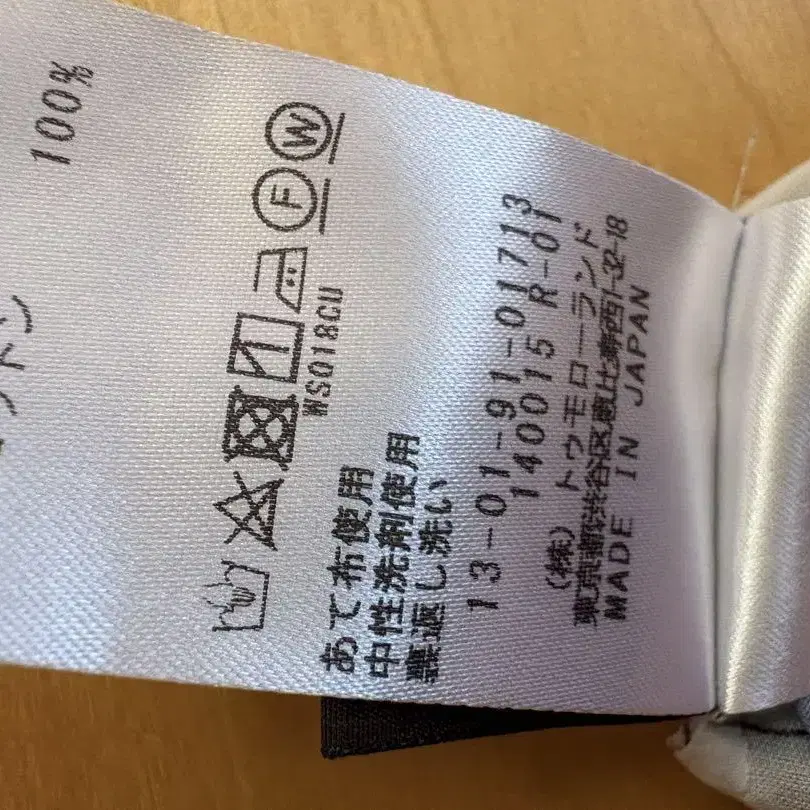 100%
F
W
WS018CU
あて布使用
中性洗剤使用
裏返し洗い
13-01-91-01713
140015 R-01
(株) トゥモローランド
東京都渋谷区恵比寿西1-32-18
MADE IN JAPAN